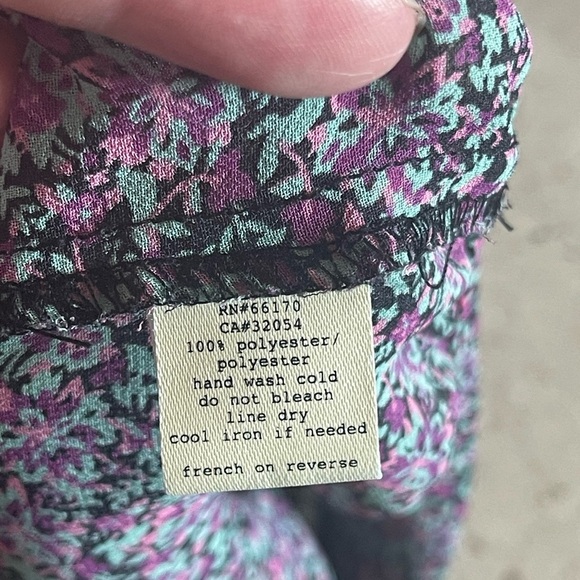 RN#66170
CA#32054
100% polyester/
polyester
hand wash cold
do not bleach
line dry
cool iron if needed
french on reverse